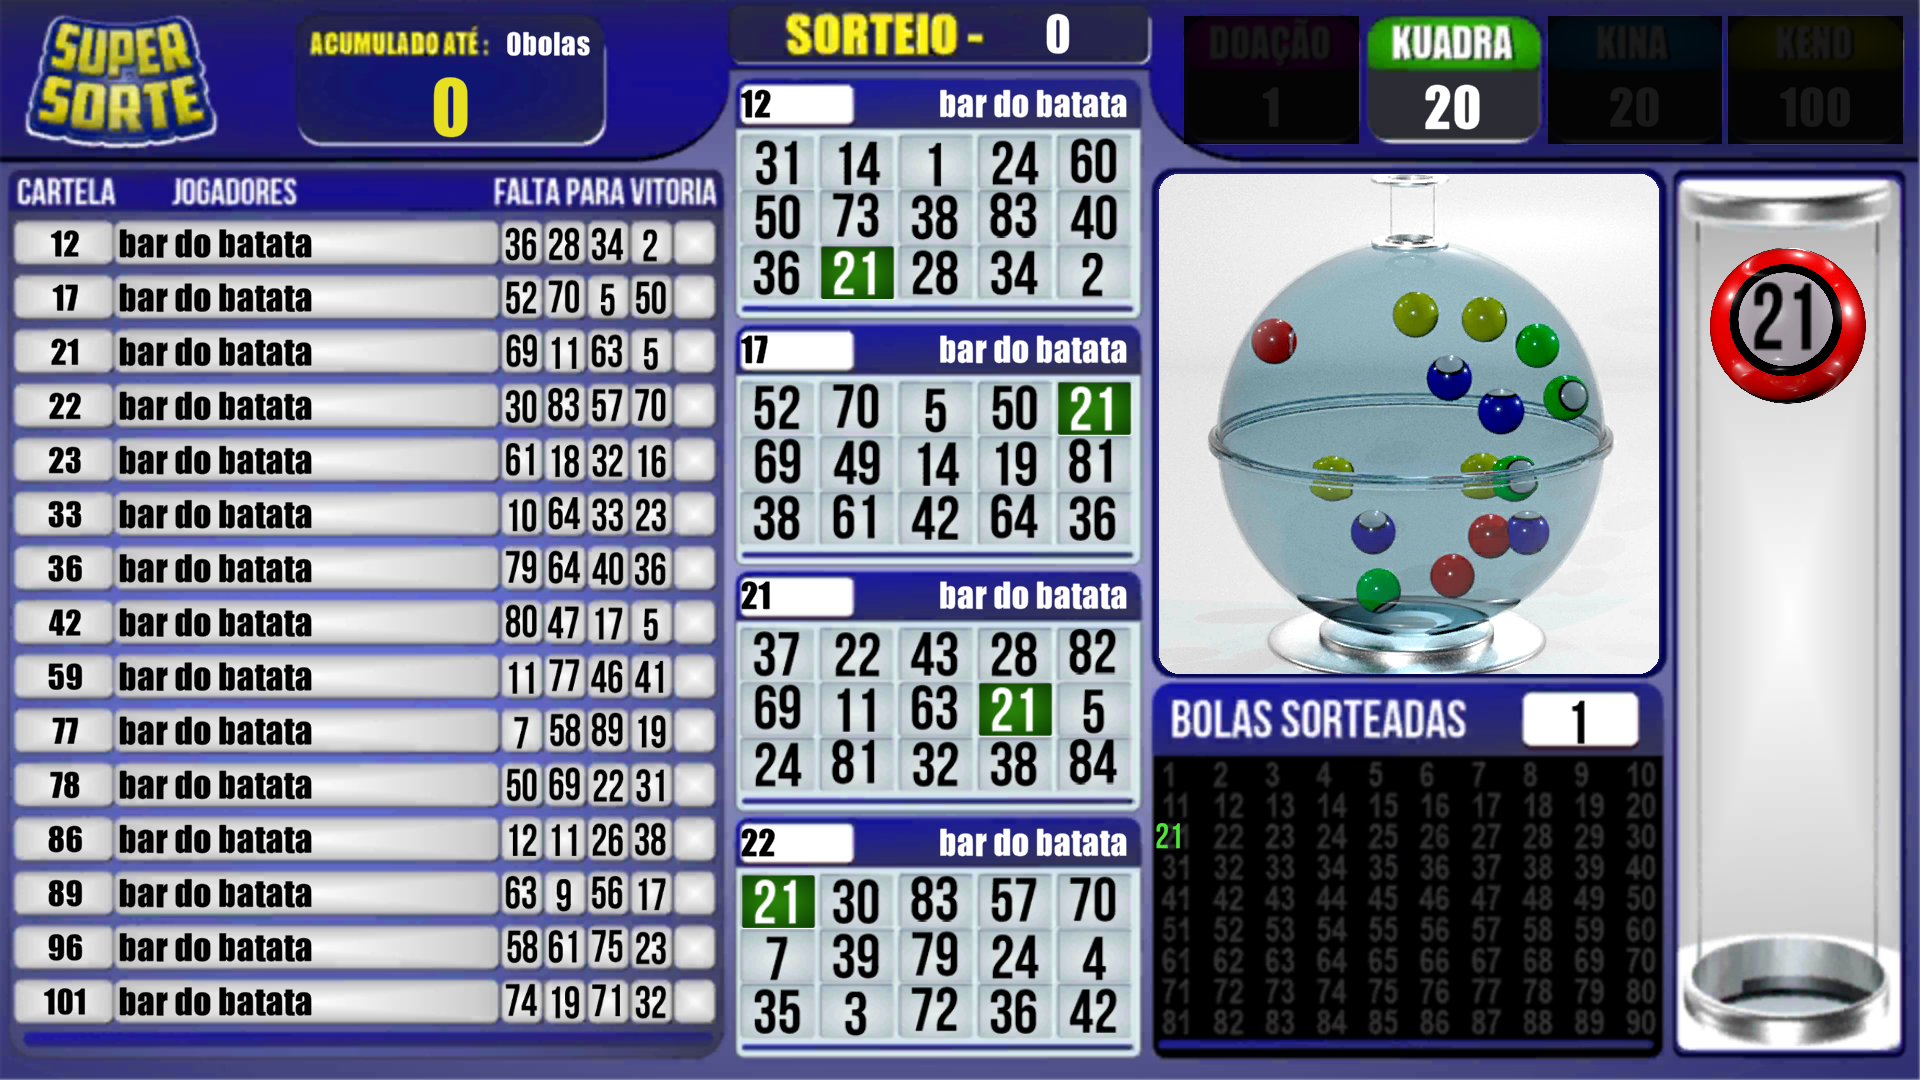 SUPER
SORTE
ACUMULADO ATÉ: 0bolas
0
SORTEIO - 0
DOAÇÃO
1
KUADRA
20
KINA
20
KENO
100
CARTELA JOGADORES FALTA PARA VITORIA
12 bar do batata 36 28 34 2
17 bar do batata 52 70 5 50
21 bar do batata 69 11 63 5
22 bar do batata 30 83 57 70
23 bar do batata 61 18 32 16
33 bar do batata 10 64 33 23
36 bar do batata 79 64 40 36
42 bar do batata 80 47 17 5
59 bar do batata 11 77 46 41
77 bar do batata 7 58 89 19
78 bar do batata 50 69 22 31
86 bar do batata 12 11 26 38
89 bar do batata 63 9 56 17
96 bar do batata 58 61 75 23
101 bar do batata 74 19 71 32
12 bar do batata
31 14 1 24 60
50 73 38 83 40
36 21 28 34 2
17 bar do batata
52 70 5 50 21
69 49 14 19 81
38 61 42 64 36
21 bar do batata
37 22 43 28 82
69 11 63 21 5
24 81 32 38 84
22 bar do batata
21 30 83 57 70
7 39 79 24 4
35 3 72 36 42
21
BOLAS SORTEADAS 1
1 2 3 4 5 6 7 8 9 10
11 12 13 14 15 16 17 18 19 20
21 22 23 24 25 26 27 28 29 30
31 32 33 34 35 36 37 38 39 40
41 42 43 44 45 46 47 48 49 50
51 52 53 54 55 56 57 58 59 60
61 62 63 64 65 66 67 68 69 70
71 72 73 74 75 76 77 78 79 80
81 82 83 84 85 86 87 88 89 90